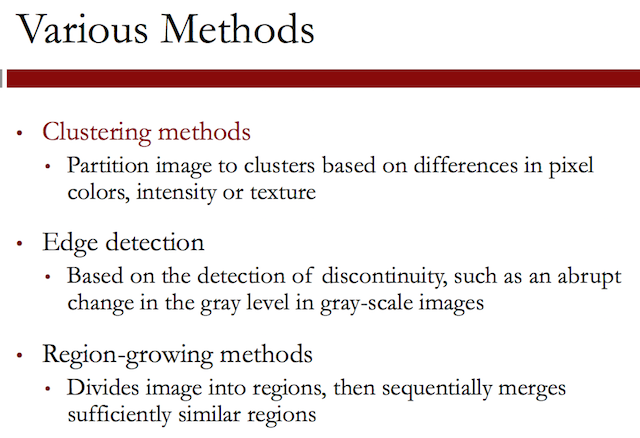 Various Methods
• Clustering methods
• Partition image to clusters based on differences in pixel
colors, intensity or texture
• Edge detection
• Based on the detection of discontinuity, such as an abrupt
change in the gray level in gray-scale images
• Region-growing methods
• Divides image into regions, then sequentially merges
sufficiently similar regions